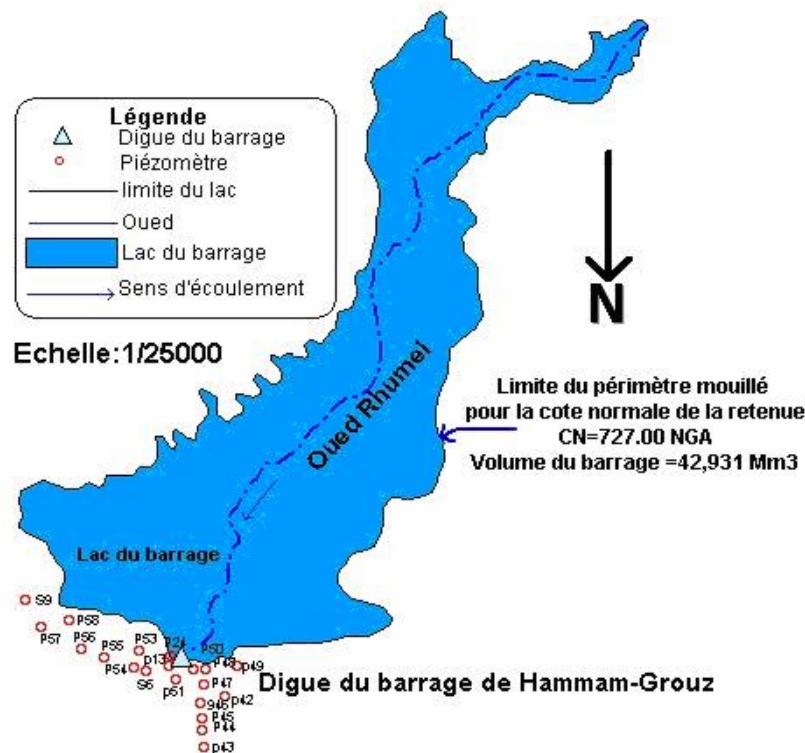 Légende
Digue du barrage
Piézomètre
limite du lac
Oued
Lac du barrage
Sens d'écoulement
Echelle:1/25000
N
Oued Rhumel
Limite du périmètre mouillé
pour la cote normale de la retenue
CN=727.00 NGA
Volume du barrage =42,931 Mm3
Lac du barrage
S9
P58
P57
P56
P55
P53
P54
p13
P24
S6
p51
P50
p49
P47
p42
P45
P44
p43
Digue du barrage de Hammam-Grouz